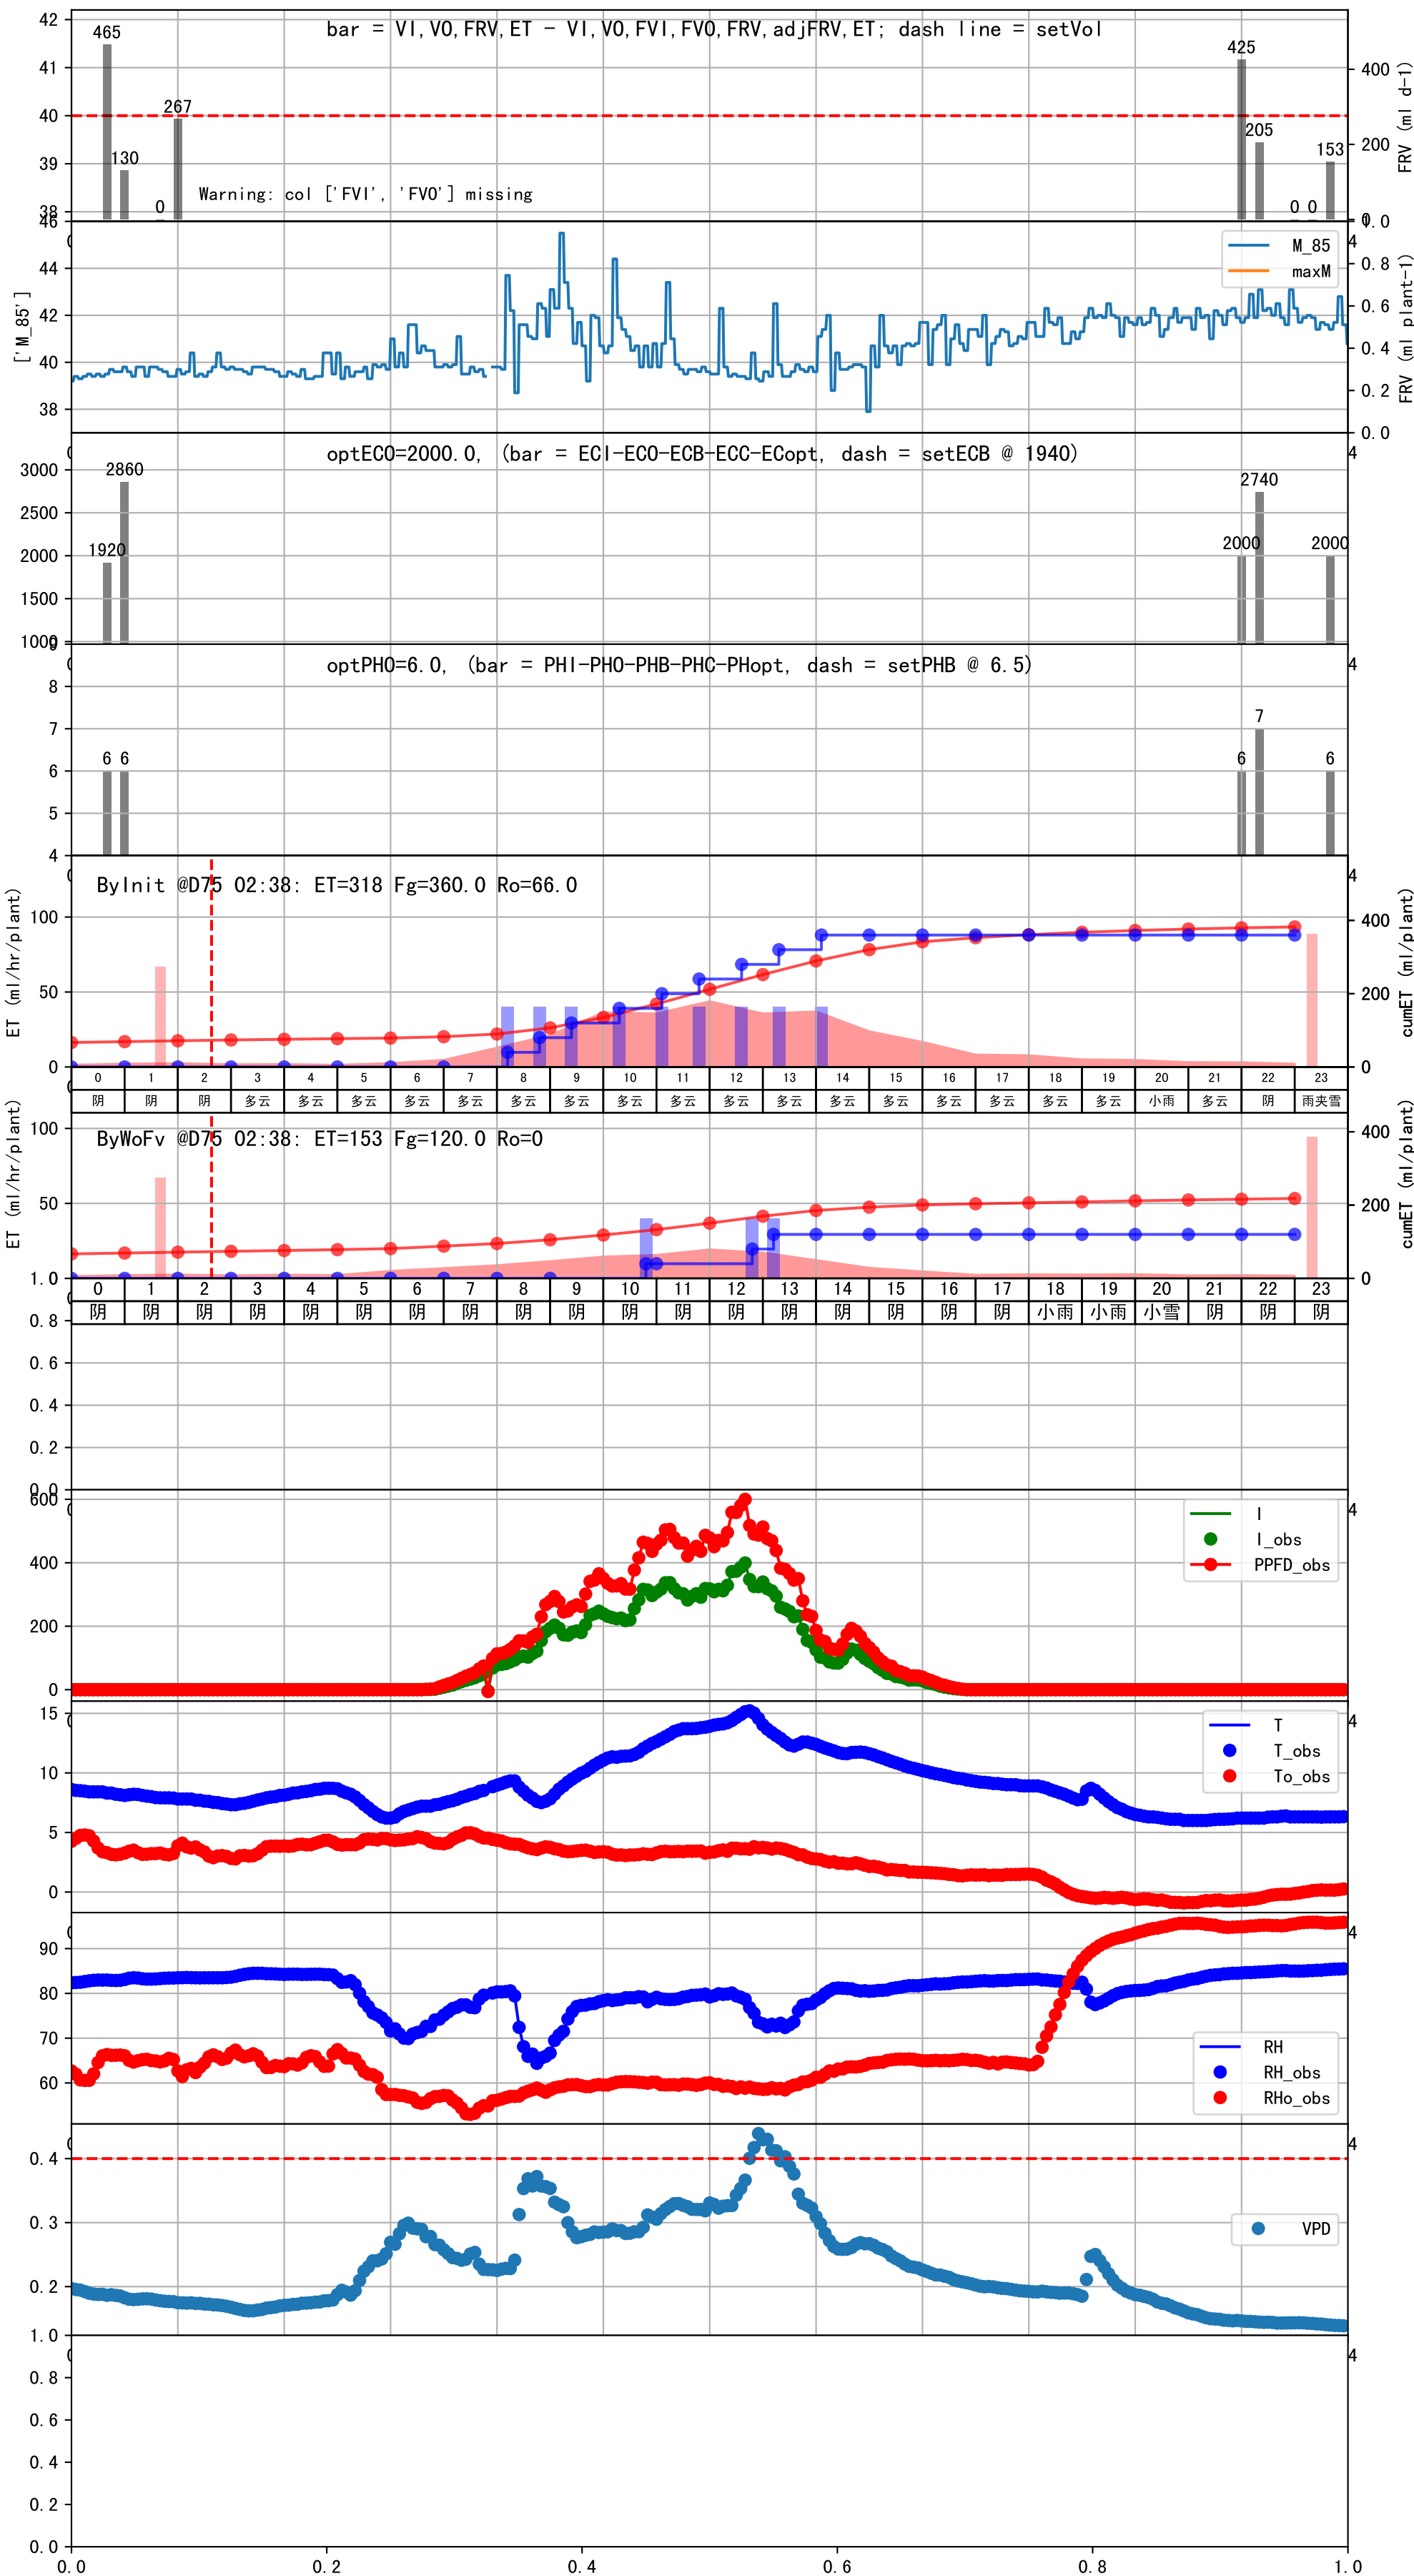 bar = VI,VO,FRV,ET - VI,VO,FVI,FVO,FRV,adjFRV,ET; dash line = setVol
42
41
40
39
38
465
130
0
267
425
205
0
0
153
Warning: col ['FVI', 'FVO'] missing
400
200
0
FRV (ml d-1)
['M_85']
46
44
42
40
38
M_85
maxM
1.0
0.8
0.6
0.4
0.2
0.0
FRV (ml plant-1)
optECO=2000.0, (bar = ECI-ECO-ECB-ECC-ECopt, dash = setECB @ 1940)
3000
2500
2000
1500
1000
1920
2860
2000
2740
2000
optPHO=6.0, (bar = PHI-PHO-PHB-PHC-PHopt, dash = setPHB @ 6.5)
9
8
7
6
5
4
6
6
6
7
6
ByInit @D75 02:38: ET=318 Fg=360.0 Ro=66.0
ET (ml/hr/plant)
100
50
0
400
200
0
cumET (ml/plant)
0 1 2 3 4 5 6 7 8 9 10 11 12 13 14 15 16 17 18 19 20 21 22 23
阴 阴 阴 多云 多云 多云 多云 多云 多云 多云 多云 多云 多云 多云 多云 多云 多云 多云 多云 多云 小雨 多云 阴 雨夹雪
ByWoFv @D75 02:38: ET=153 Fg=120.0 Ro=0
ET (ml/hr/plant)
100
50
400
200
0
cumET (ml/plant)
0 1 2 3 4 5 6 7 8 9 10 11 12 13 14 15 16 17 18 19 20 21 22 23
阴 阴 阴 阴 阴 阴 阴 阴 阴 阴 阴 阴 阴 阴 阴 阴 阴 阴 小雨 小雨 小雪 阴 阴 阴
1.0
0.8
0.6
0.4
0.2
0.0
600
400
200
0
I
I_obs
PPFD_obs
15
10
5
0
T
T_obs
To_obs
90
80
70
60
RH
RH_obs
RHo_obs
0.4
0.3
0.2
VPD
1.0
0.8
0.6
0.4
0.2
0.0
0.0 0.2 0.4 0.6 0.8 1.0